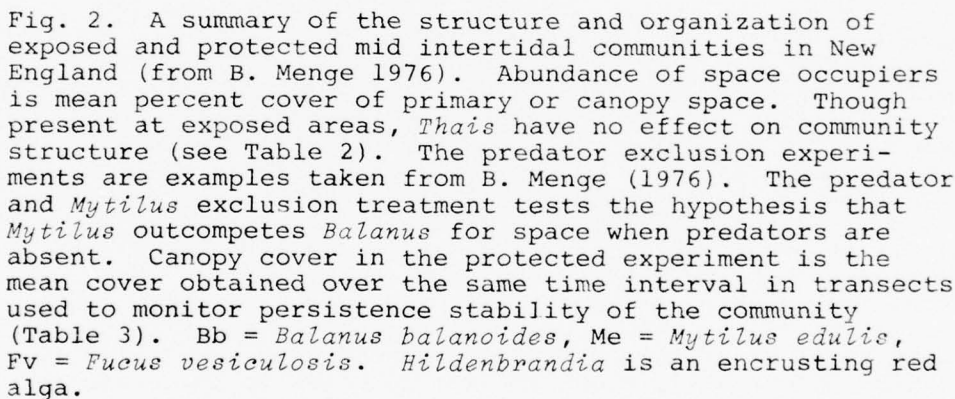 Fig. 2. A summary of the structure and organization of
exposed and protected mid intertidal communities in New
England (from B. Menge 1976). Abundance of space occupiers
is mean percent cover of primary or canopy space. Though
present at exposed areas, Thais have no effect on community
structure (see Table 2). The predator exclusion experi-
ments are examples taken from B. Menge (1976). The predator
and Mytilus exclusion treatment tests the hypothesis that
Mytilus outcompetes Balanus for space when predators are
absent. Canopy cover in the protected experiment is the
mean cover obtained over the same time interval in transects
used to monitor persistence stability of the community
(Table 3). Bb = Balanus balanoides, Me = Mytilus edulis,
Fv = Fucus vesiculosis. Hildenbrandia is an encrusting red
alga.